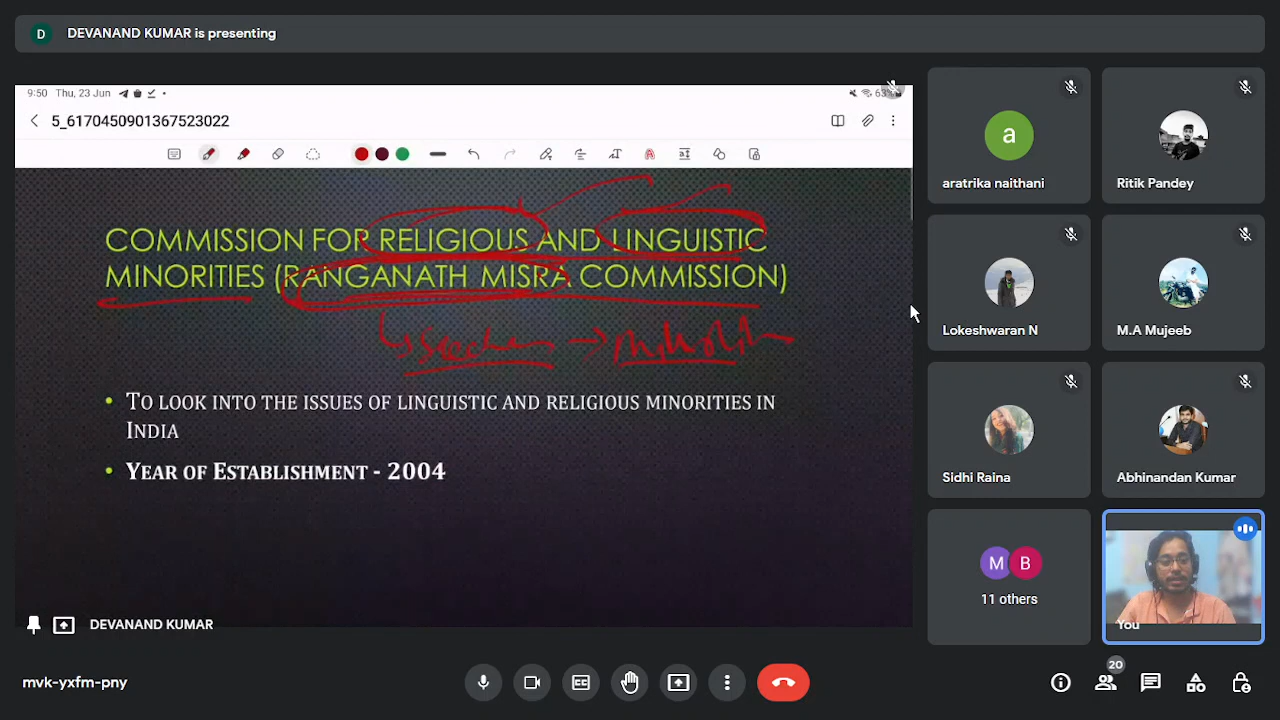 D DEVANAND KUMAR is presenting
9:50 Thu, 23 Jun
63%
5_6170450901367523022
COMMISSION FOR RELIGIOUS AND LINGUISTIC
MINORITIES (RANGANATH MISRA COMMISSION)
Minority
• TO LOOK INTO THE ISSUES OF LINGUISTIC AND RELIGIOUS MINORITIES IN
INDIA
• YEAR OF ESTABLISHMENT - 2004
DEVANAND KUMAR
a
aratrika naithani
Ritik Pandey
Lokeshwaran N
M.A Mujeeb
Sidhi Raina
Abhinandan Kumar
M B
11 others
You
mvk-yxfm-pny
20